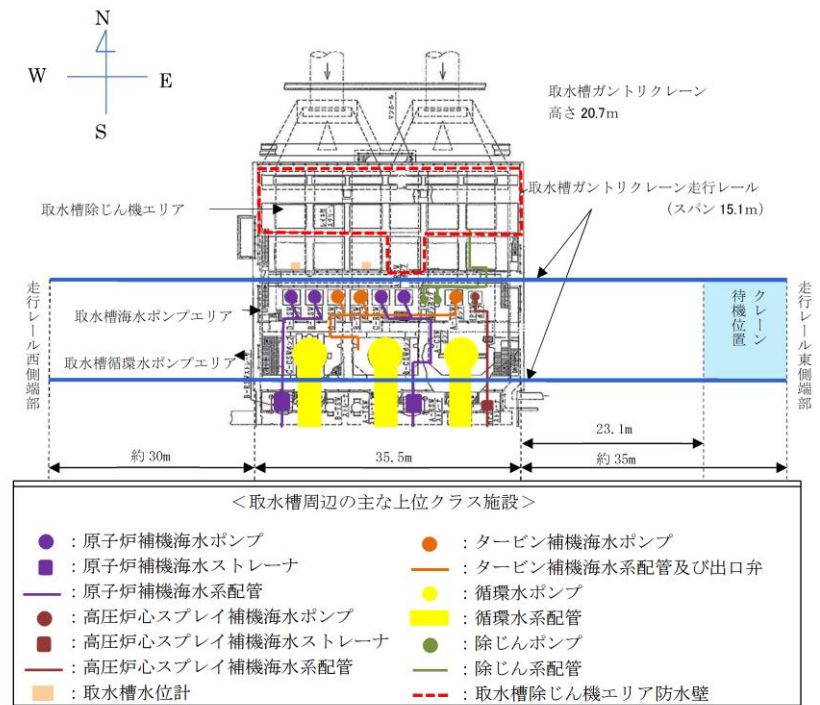 N
W
E
S
取水槽ガントリクレーン
高さ 20.7m
取水槽除じん機エリア
取水槽ガントリクレーン走行レール
(スパン 15.1m)
走行レール西側端部
取水槽海水ポンプエリア
取水槽循環水ポンプエリア
クレーン
待機位置
走行レール東側端部
23.1m
約 30m
35.5m
約 35m
＜取水槽周辺の主な上位クラス施設＞
：原子炉補機海水ポンプ
：原子炉補機海水ストレーナ
：原子炉補機海水系配管
：高圧炉心スプレイ補機海水ポンプ
：高圧炉心スプレイ補機海水ストレーナ
：高圧炉心スプレイ補機海水系配管
：取水槽水位計
：タービン補機海水ポンプ
：タービン補機海水系配管及び出口弁
：循環水ポンプ
：循環水系配管
：除じんポンプ
：除じん系配管
：取水槽除じん機エリア防水壁